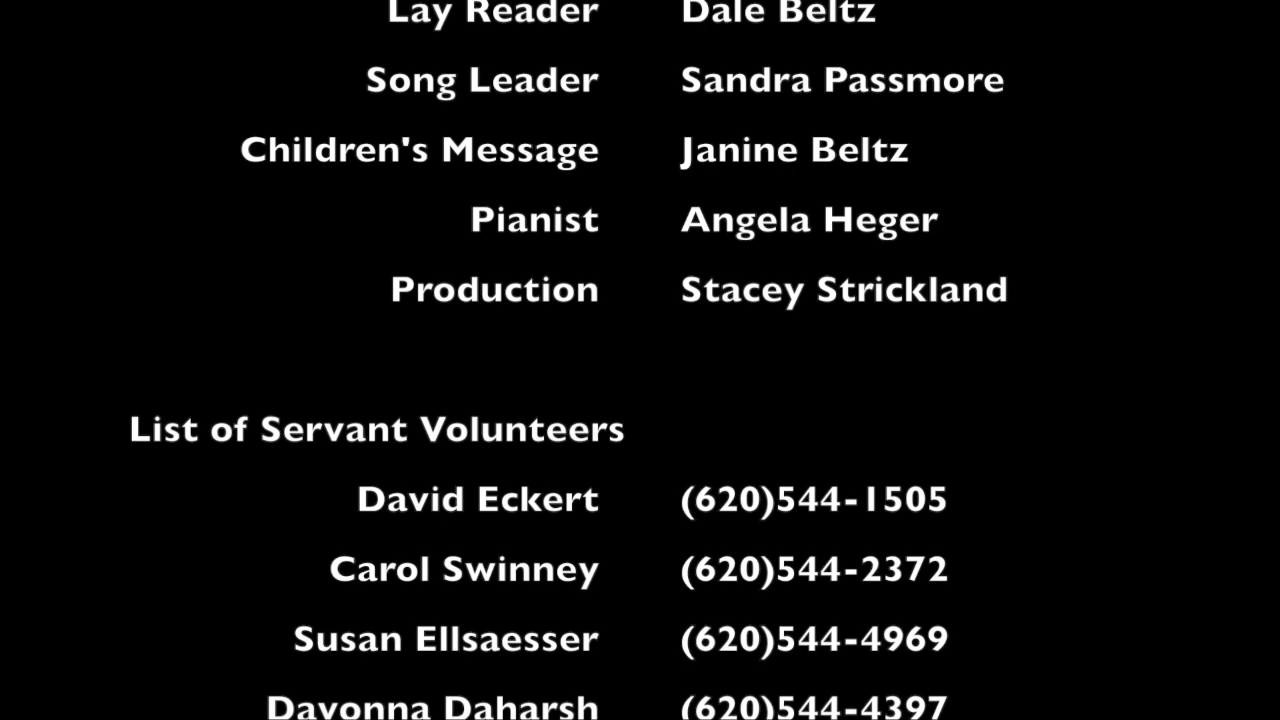 Lay Reader Dale Beltz
Song Leader Sandra Passmore
Children's Message Janine Beltz
Pianist Angela Heger
Production Stacey Strickland
List of Servant Volunteers
David Eckert (620)544-1505
Carol Swinney (620)544-2372
Susan Ellsaesser (620)544-4969
Davonna Daharsh (620)544-4397